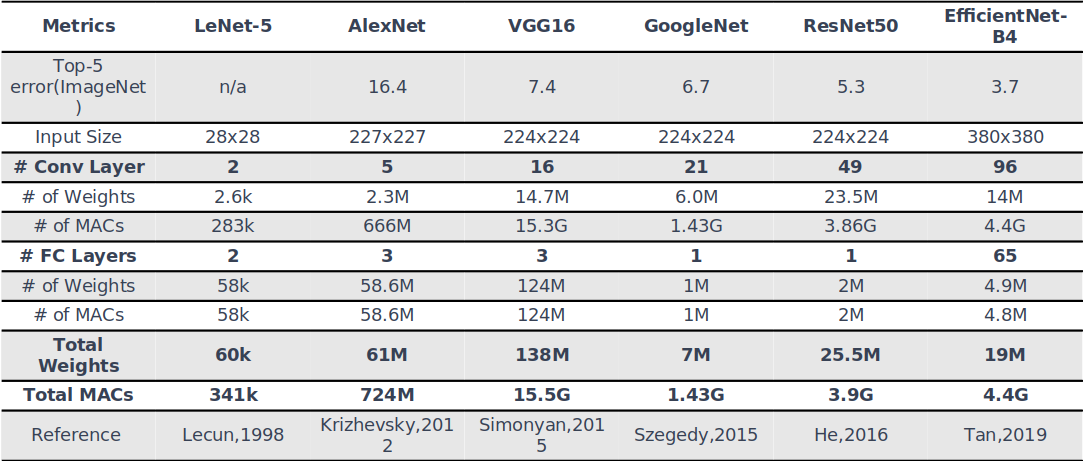 Metrics LeNet-5 AlexNet VGG16 GoogleNet ResNet50 EfficientNet-
B4
Top-5
error(ImageNet
) n/a 16.4 7.4 6.7 5.3 3.7
Input Size 28x28 227x227 224x224 224x224 224x224 380x380
# Conv Layer 2 5 16 21 49 96
# of Weights 2.6k 2.3M 14.7M 6.0M 23.5M 14M
# of MACs 283k 666M 15.3G 1.43G 3.86G 4.4G
# FC Layers 2 3 3 1 1 65
# of Weights 58k 58.6M 124M 1M 2M 4.9M
# of MACs 58k 58.6M 124M 1M 2M 4.8M
Total
Weights 60k 61M 138M 7M 25.5M 19M
Total MACs 341k 724M 15.5G 1.43G 3.9G 4.4G
Reference Lecun,1998 Krizhevsky,201
2 Simonyan,201
5 Szegedy,2015 He,2016 Tan,2019